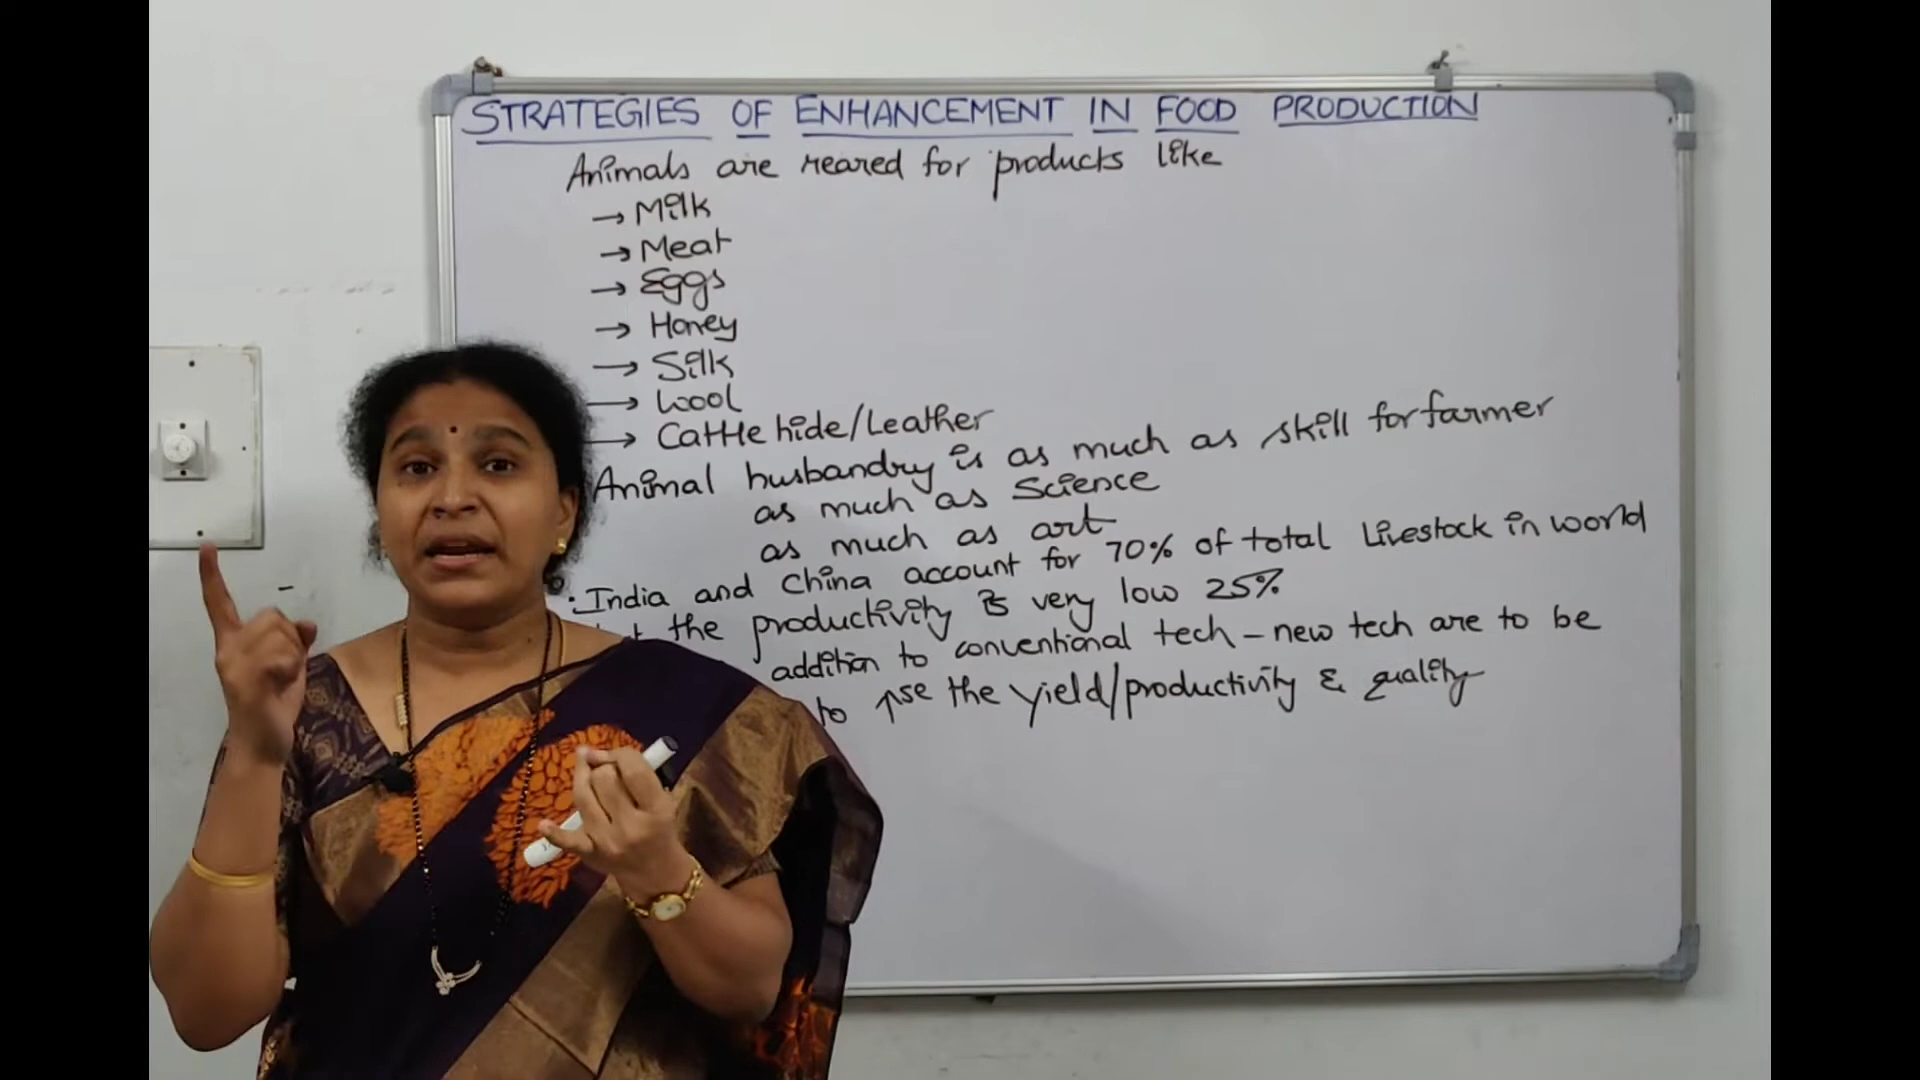 STRATEGIES OF ENHANCEMENT IN FOOD PRODUCTION
Animals are reared for products like
→ Milk
→ Meat
→ Eggs
→ Honey
→ Silk
→ Wool
→ Cattle hide/Leather
Animal husbandry is as much as skill for farmer
as much as Science
as much as art
• India and China account for 70% of total Livestock in world
the productivity is very low 25%
addition to conventional tech - new tech are to be
to ↑se the yield/productivity & quality